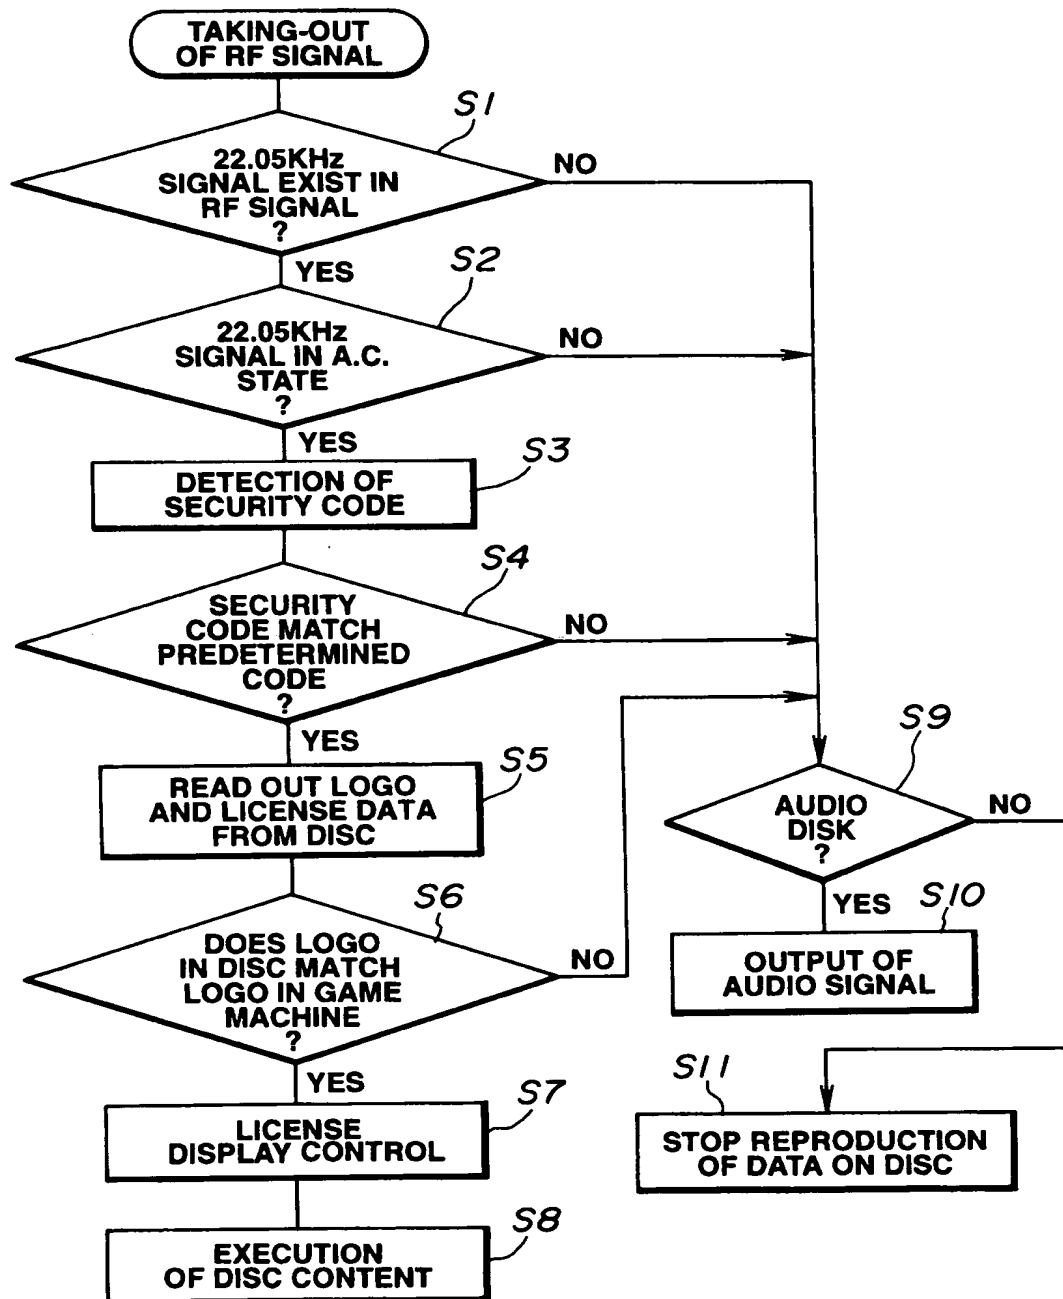 TAKING-OUT
OF RF SIGNAL
S1
22.05KHz
SIGNAL EXIST IN
RF SIGNAL
?
NO
YES
S2
22.05KHz
SIGNAL IN A.C.
STATE
?
NO
YES
S3
DETECTION OF
SECURITY CODE
S4
SECURITY
CODE MATCH
PREDETERMINED
CODE
?
NO
YES
S5
READ OUT LOGO
AND LICENSE DATA
FROM DISC
S6
DOES LOGO
IN DISC MATCH
LOGO IN GAME
MACHINE
?
NO
YES
S7
LICENSE
DISPLAY CONTROL
S8
EXECUTION
OF DISC CONTENT
S9
AUDIO
DISK
?
NO
YES
S10
OUTPUT OF
AUDIO SIGNAL
S11
STOP REPRODUCTION
OF DATA ON DISC